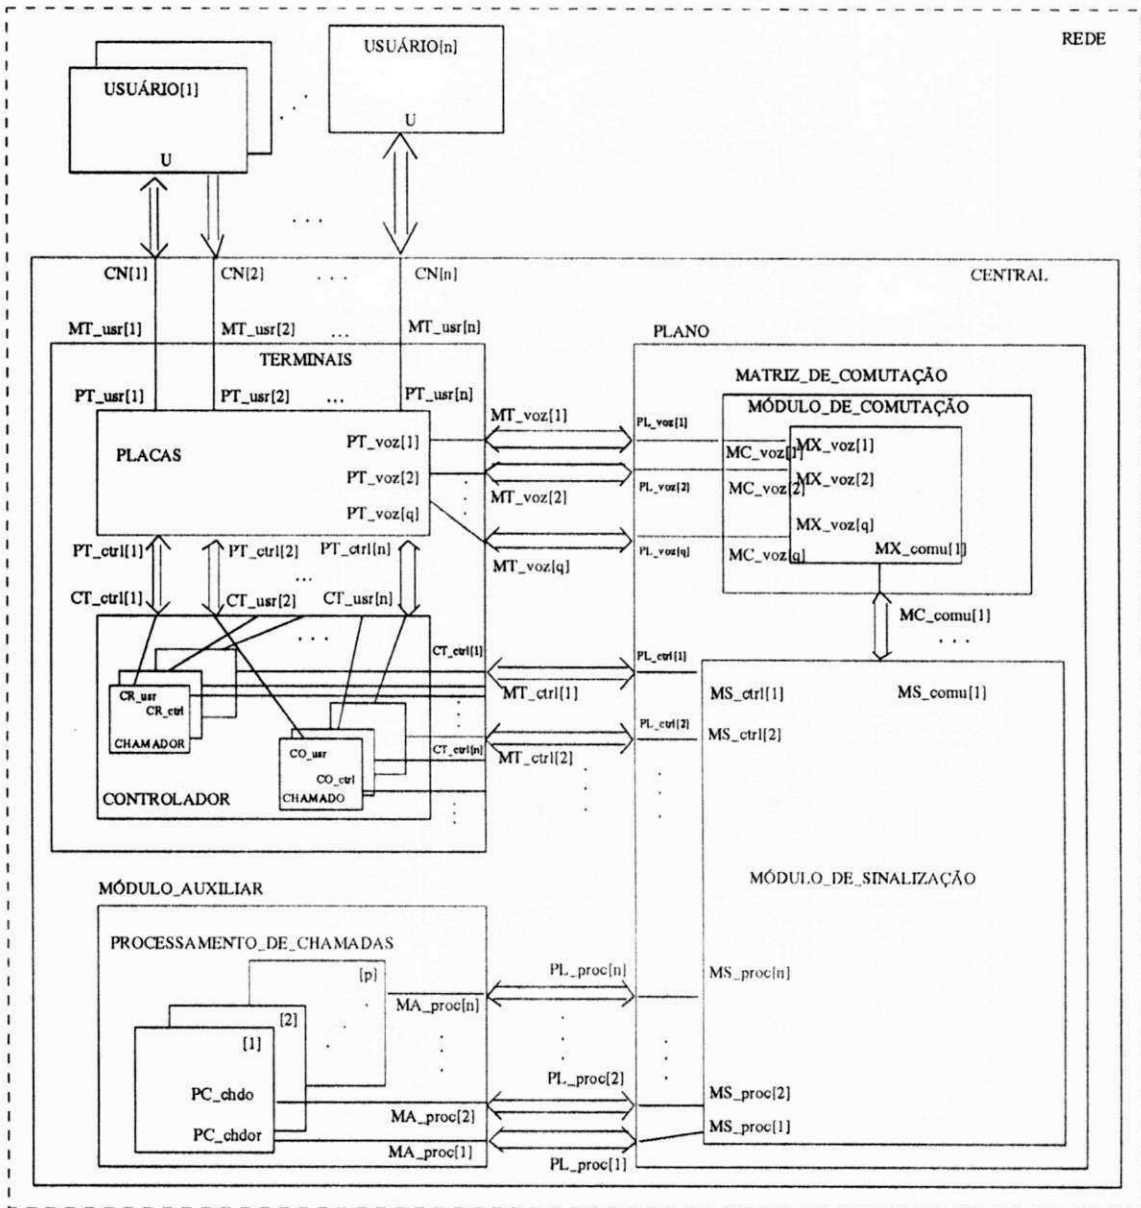 REDE
USUÁRIO[n]
USUÁRIO[1]
U
U
. . .
CN[1]
CN[2]
. . .
CN[n]
CENTRAL
MT_usr[1]
MT_usr[2]
...
MT_usr[n]
PLANO
TERMINAIS
MATRIZ_DE_COMUTAÇÃO
PT_usr[1]
PT_usr[2]
...
PT_usr[n]
MÓDULO_DE_COMUTAÇÃO
MT_voz[1]
PL_voz[1]
PT_voz[1]
MC_voz[1]
MX_voz[1]
PLACAS
PT_voz[2]
MT_voz[2]
PL_voz[2]
MC_voz[2]
MX_voz[2]
PT_voz[q]
MX_voz[q]
PT_ctrl[1]
PT_ctrl[2]
PT_ctrl[n]
MT_voz[q]
PL_voz[q]
MC_voz[q]
MX_comu[1]
...
CT_ctrl[1]
CT_usr[2]
CT_usr[n]
MC_comu[1]
. . .
. . .
CT_ctrl[1]
PL_ctrl[1]
MT_ctrl[1]
MS_ctrl[1]
MS_comu[1]
CR_usr
CR_ctrl
CHAMADOR
PL_ctrl[2]
MS_ctrl[2]
CT_ctrl[n]
MT_ctrl[2]
CO_usr
CO_ctrl
CHAMADO
CONTROLADOR
MÓDULO_AUXILIAR
MÓDULO_DE_SINALIZAÇÃO
PROCESSAMENTO_DE_CHAMADAS
[p]
PL_proc[n]
MS_proc[n]
MA_proc[n]
[2]
[1]
PL_proc[2]
PC_chdo
MS_proc[2]
MA_proc[2]
PC_chdor
MS_proc[1]
MA_proc[1]
PL_proc[1]